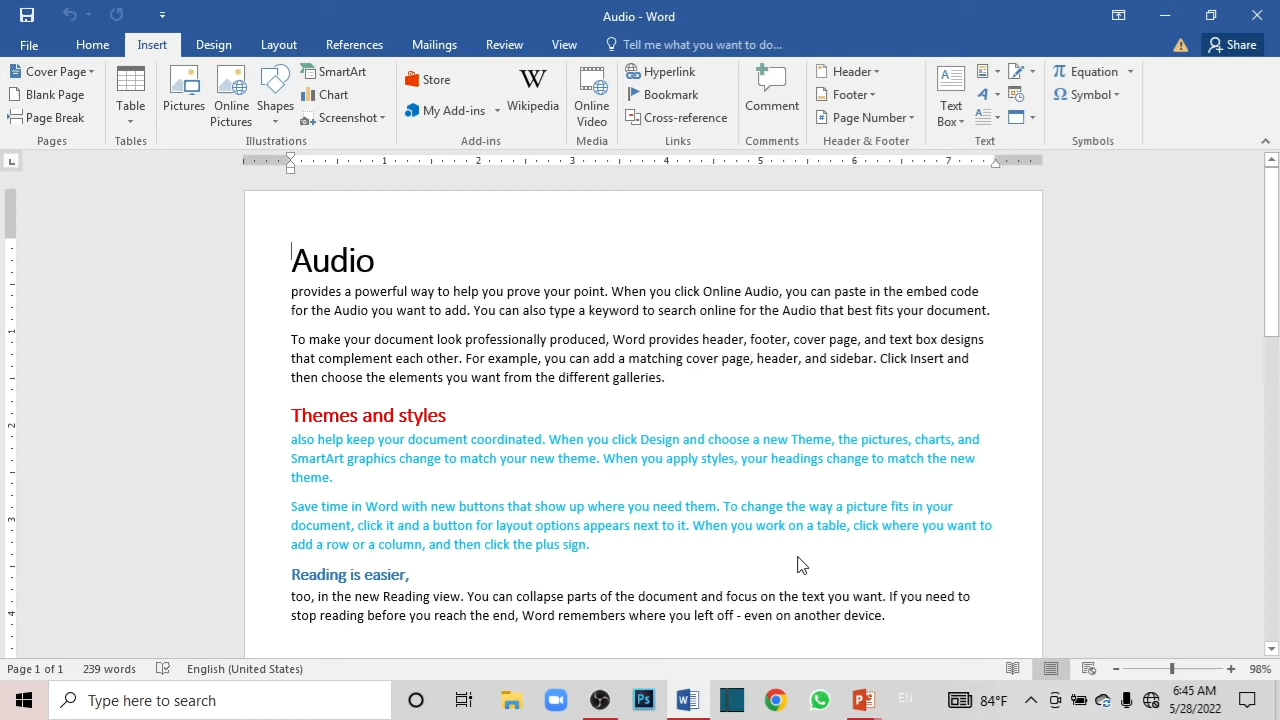 Audio - Word
File Home Insert Design Layout References Mailings Review View Tell me what you want to do... Share
Cover Page
Blank Page
Page Break
Pages
Table
Tables
Pictures
Online Pictures
Shapes
SmartArt
Chart
Screenshot
Illustrations
Store
My Add-ins
W
Wikipedia
Add-ins
Online Video
Media
Hyperlink
Bookmark
Cross-reference
Links
Comment
Comments
Header
Footer
Page Number
Header & Footer
Text Box
Text
π Equation
Ω Symbol
Symbols
1 2 3 4 5 6 7
Audio
provides a powerful way to help you prove your point. When you click Online Audio, you can paste in the embed code
for the Audio you want to add. You can also type a keyword to search online for the Audio that best fits your document.
To make your document look professionally produced, Word provides header, footer, cover page, and text box designs
that complement each other. For example, you can add a matching cover page, header, and sidebar. Click Insert and
then choose the elements you want from the different galleries.
Themes and styles
also help keep your document coordinated. When you click Design and choose a new Theme, the pictures, charts, and
SmartArt graphics change to match your new theme. When you apply styles, your headings change to match the new
theme.
Save time in Word with new buttons that show up where you need them. To change the way a picture fits in your
document, click it and a button for layout options appears next to it. When you work on a table, click where you want to
add a row or a column, and then click the plus sign.
Reading is easier,
too, in the new Reading view. You can collapse parts of the document and focus on the text you want. If you need to
stop reading before you reach the end, Word remembers where you left off - even on another device.
1
2
3
4
Page 1 of 1 239 words English (United States) 98%
Type here to search
Ps
EN
84°F
6:45 AM
5/28/2022